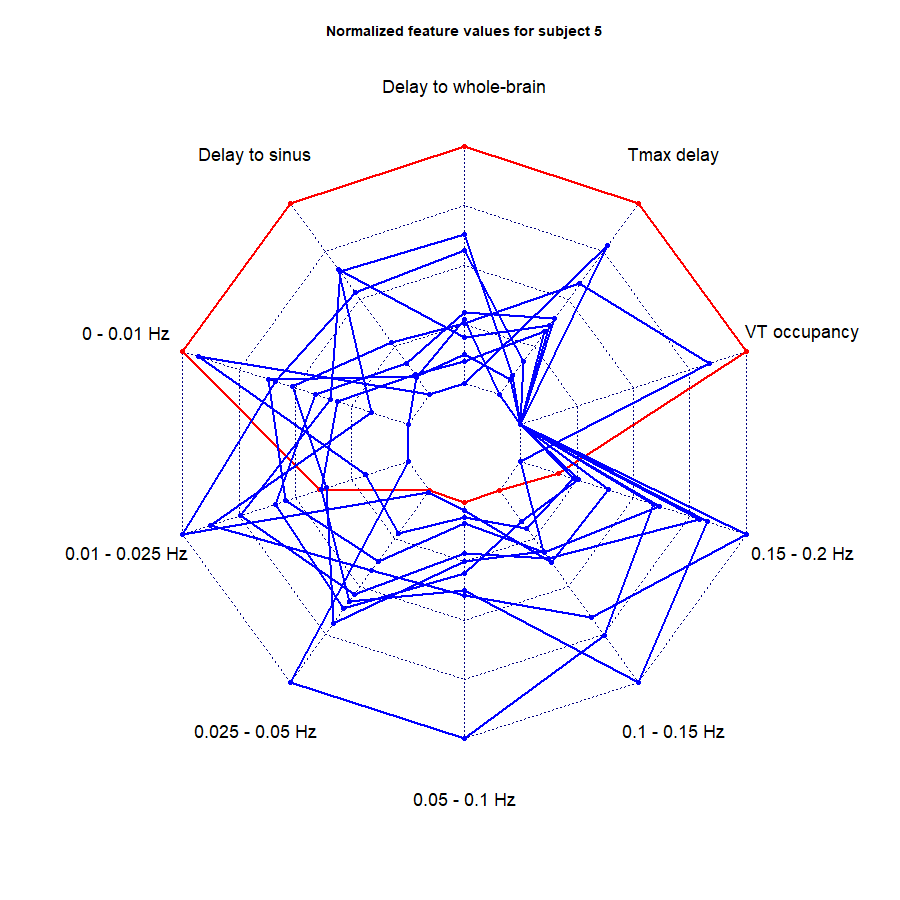 Normalized feature values for subject 5
Delay to whole-brain
Delay to sinus
Tmax delay
0 - 0.01 Hz
VT occupancy
0.01 - 0.025 Hz
0.15 - 0.2 Hz
0.025 - 0.05 Hz
0.1 - 0.15 Hz
0.05 - 0.1 Hz